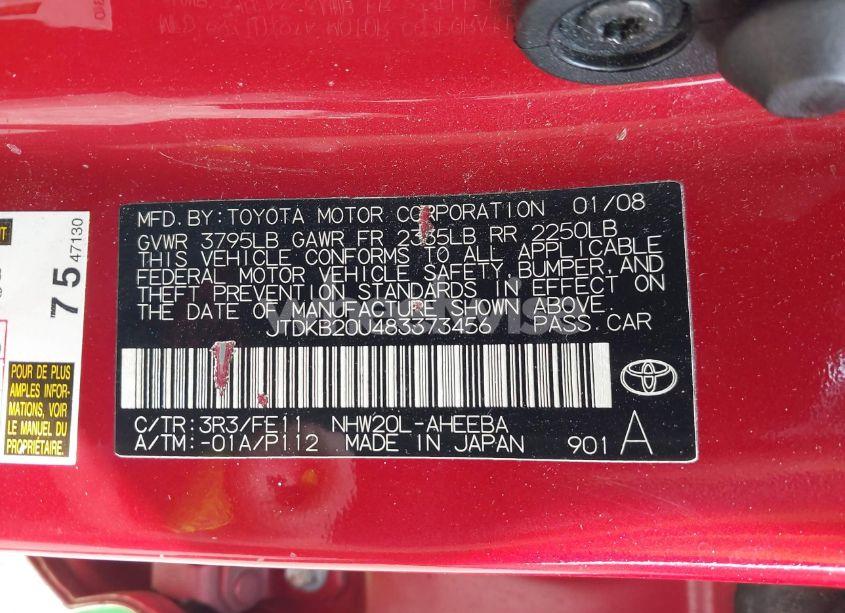 MFD. BY: TOYOTA MOTOR CORPORATION 01/08
GVWR 3795LB GAWR FR 2335LB RR 2250LB
THIS VEHICLE CONFORMS TO ALL APPLICABLE
FEDERAL MOTOR VEHICLE SAFETY, BUMPER, AND
THEFT PREVENTION STANDARDS IN EFFECT ON
THE DATE OF MANUFACTURE SHOWN ABOVE.
JTDKB20U483373456 PASS CAR
C/TR: 3R3/FE11 NHW20L-AHEEBA
A/TM: -01A/P112 MADE IN JAPAN 901 A
75 47130
POUR DE PLUS
AMPLES INFOR-
MATIONS, VOIR
LE MANUEL DU
PROPRIÉTAIRE